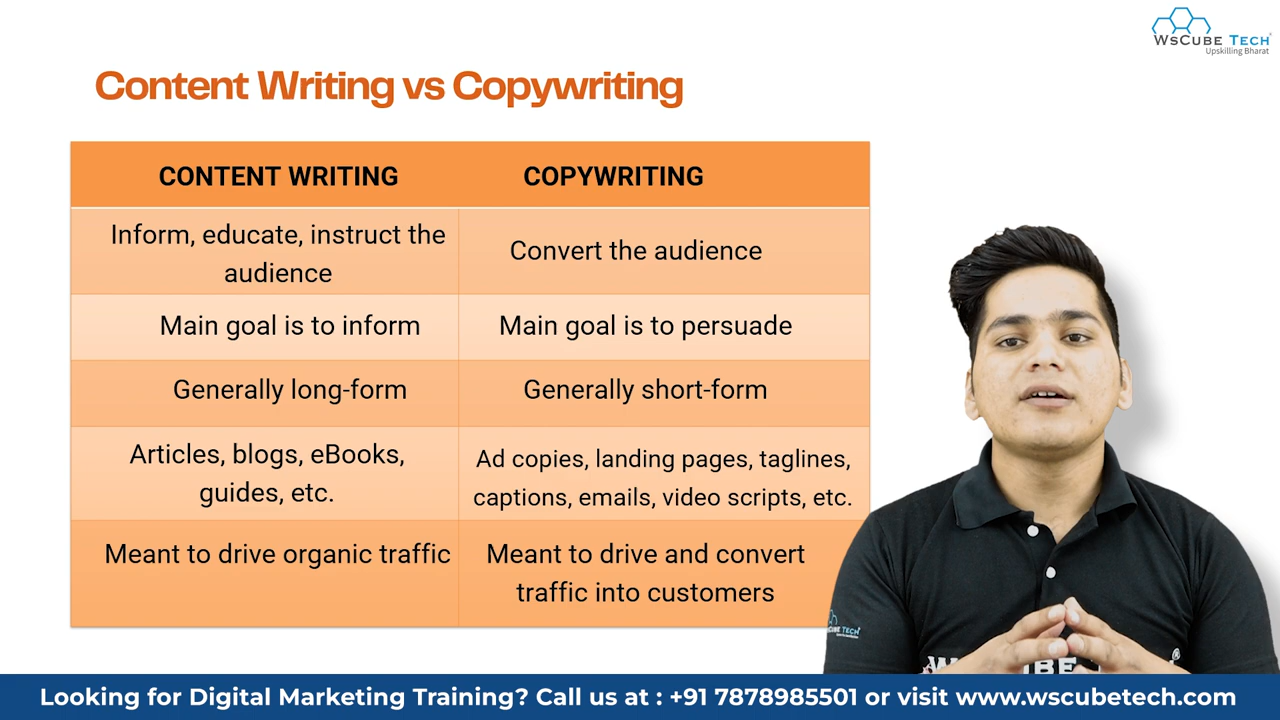 WsCube Tech
Upskilling Bharat
Content Writing vs Copywriting
CONTENT WRITING
COPYWRITING
Inform, educate, instruct the
audience
Convert the audience
Main goal is to inform
Main goal is to persuade
Generally long-form
Generally short-form
Articles, blogs, eBooks,
guides, etc.
Ad copies, landing pages, taglines,
captions, emails, video scripts, etc.
Meant to drive organic traffic
Meant to drive and convert
traffic into customers
Looking for Digital Marketing Training? Call us at : +91 7878985501 or visit www.wscubetech.com